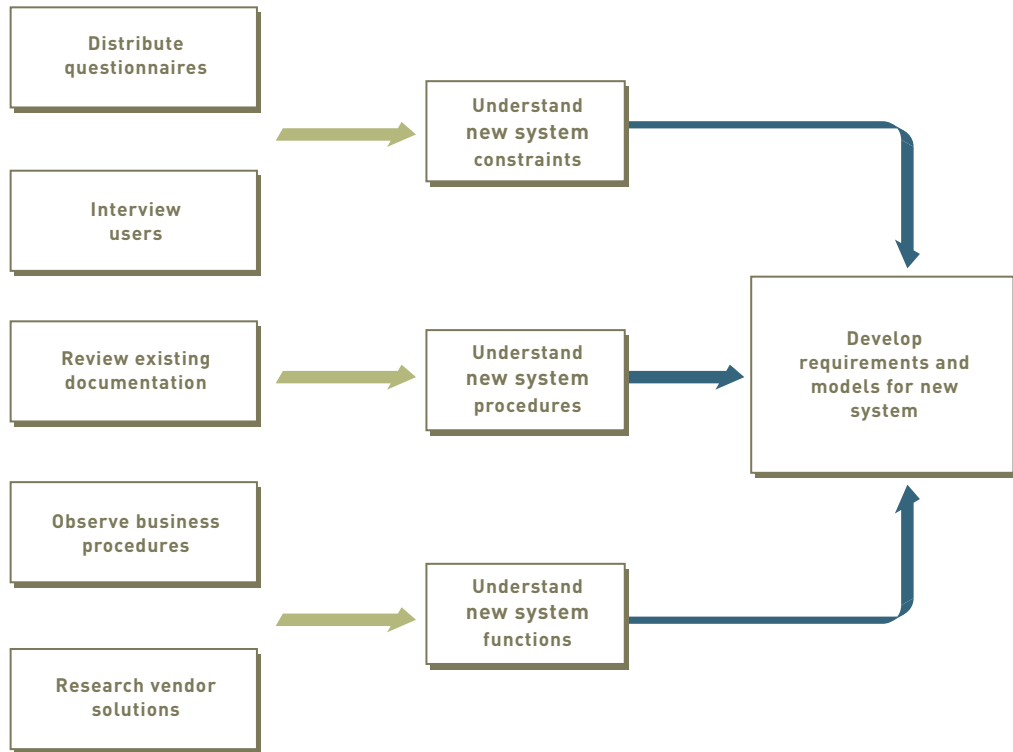 Distribute
questionnaires
Interview
users
Review existing
documentation
Observe business
procedures
Research vendor
solutions
Understand
new system
constraints
Understand
new system
procedures
Understand
new system
functions
Develop
requirements and
models for new
system